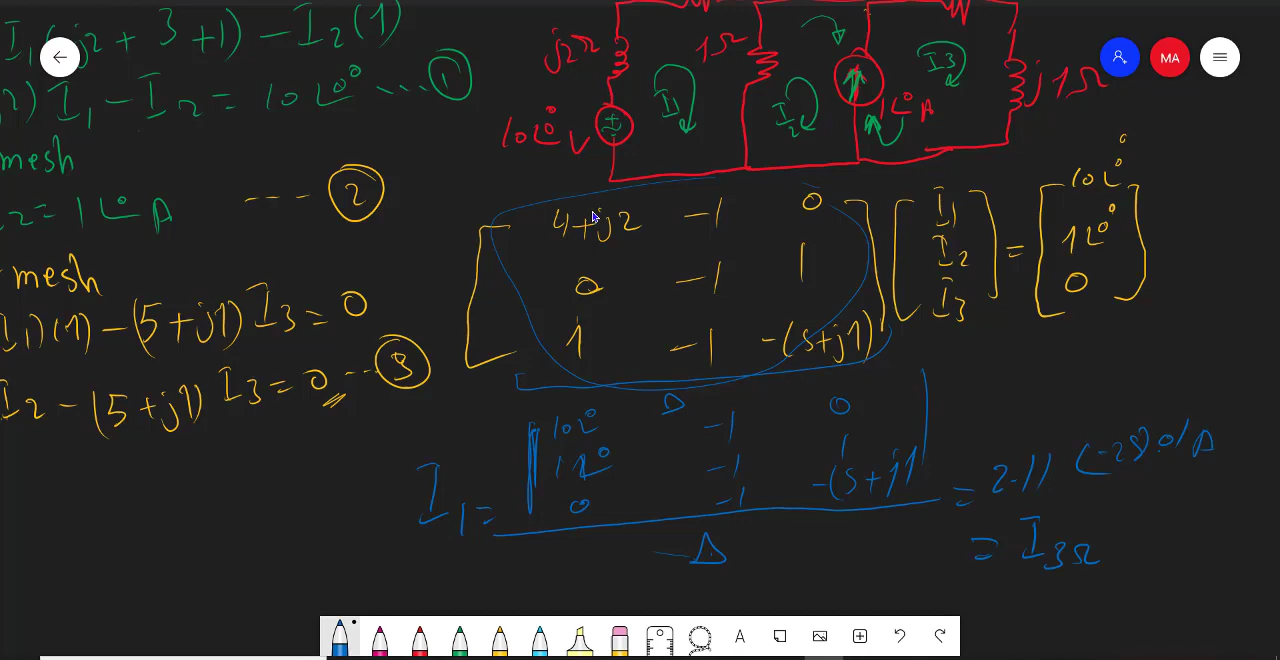 I₁(j2 + 3 + 1) − I₂(1)
2) I₁ − I₂ = 10∠0° ... ①
mesh
2 = 1∠0° A ---- ②
mesh
I₁)(1) − (5+j1) I₃ = 0
I₂ − (5+j1) I₃ = 0 --- ③
j2Ω
1Ω
j1Ω
10∠0° V
I₁
I₂
I₃
1∠0° A
MA
4+j2 −1 0
0 −1 1
1 −1 −(5+j1)
I₁
I₂
I₃
=
10∠0°
1∠0°
0
Δ
I₁ =
10∠0° −1 0
1∠0° −1 1
0 −1 −(5+j1)
Δ
= 2.11
= I₃Ω
A